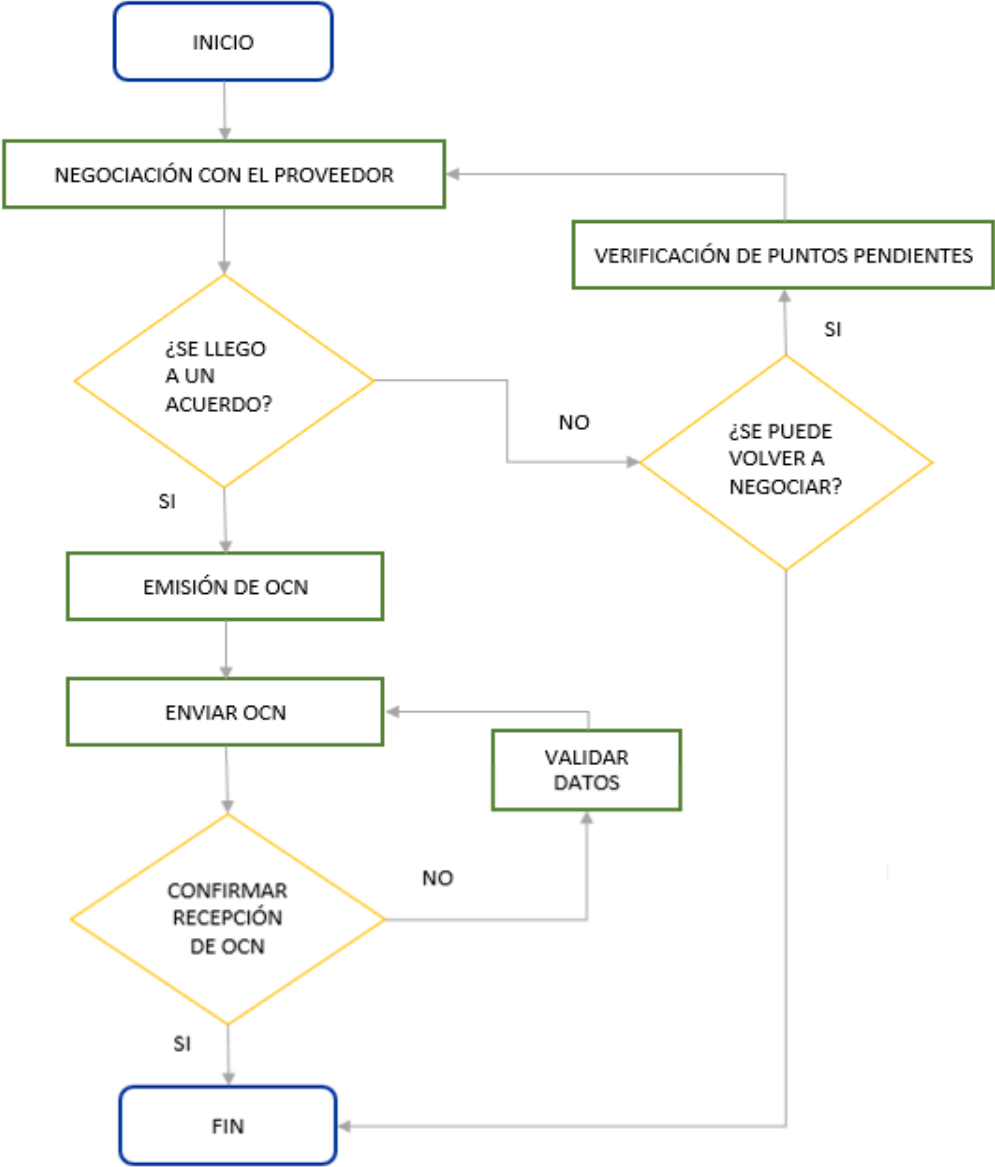 INICIO
NEGOCIACIÓN CON EL PROVEEDOR
VERIFICACIÓN DE PUNTOS PENDIENTES
SI
¿SE LLEGO
A UN
ACUERDO?
NO
¿SE PUEDE
VOLVER A
NEGOCIAR?
SI
EMISIÓN DE OCN
ENVIAR OCN
VALIDAR
DATOS
NO
CONFIRMAR
RECEPCIÓN
DE OCN
SI
FIN